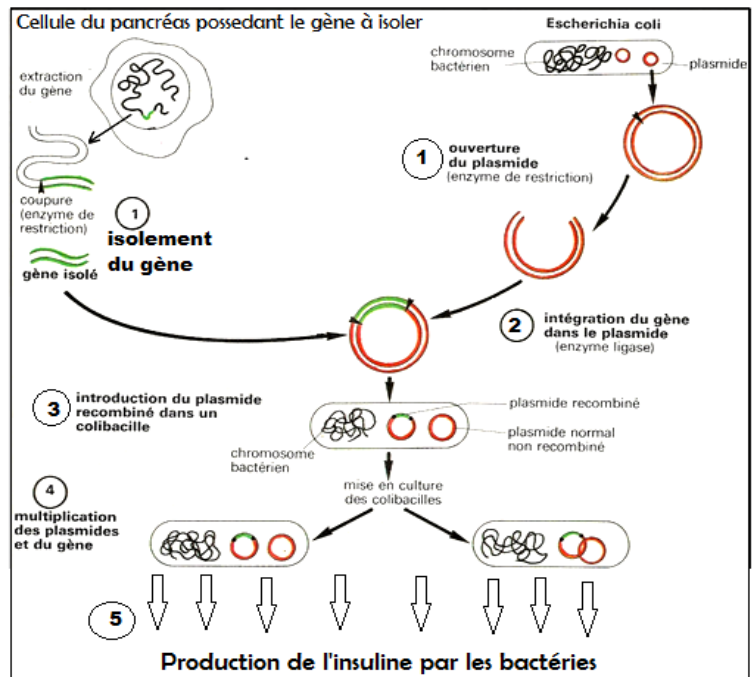 Cellule du pancréas possedant le gène à isoler
Escherichia coli
chromosome
bactérien
plasmide
extraction
du gène
1
ouverture
du plasmide
(enzyme de restriction)
coupure
(enzyme de
restriction)
1
isolement
du gène
gène isolé
2
intégration du gène
dans le plasmide
(enzyme ligase)
3
introduction du plasmide
recombiné dans un
colibacille
plasmide recombiné
plasmide normal
non recombiné
chromosome
bactérien
mise en culture
des colibacilles
4
multiplication
des plasmides
et du gène
5
Production de l'insuline par les bactéries